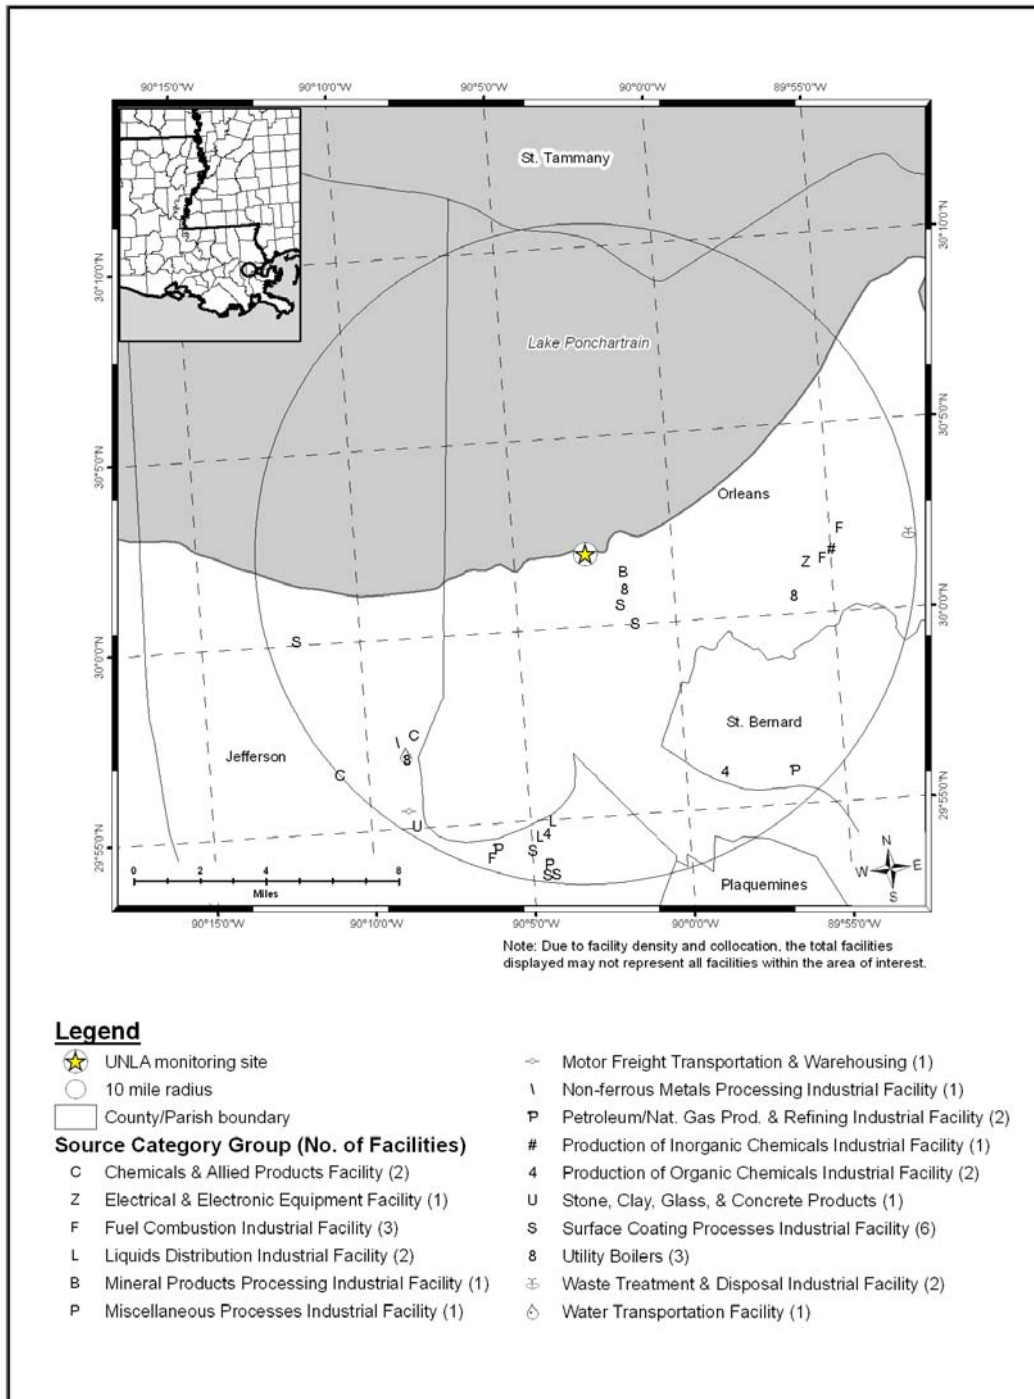 90°15'0"W 90°10'0"W 90°5'0"W 90°0'0"W 89°55'0"W
St. Tammany
30°10'0"N
30°10'0"N
Lake Ponchartrain
30°5'0"N
30°5'0"N
Orleans
F
#
F
Z
B
8
8
S
S
30°0'0"N
S
30°0'0"N
St. Bernard
C
\
8
Jefferson
C
4
P
29°55'0"N
U
L
L 4
S
P
F
P
S S
29°55'0"N
0 2 4 8
Miles
Plaquemines
N
W E
S
90°15'0"W 90°10'0"W 90°5'0"W 90°0'0"W 89°55'0"W
Note: Due to facility density and collocation, the total facilities
displayed may not represent all facilities within the area of interest.
Legend
UNLA monitoring site
10 mile radius
County/Parish boundary
Source Category Group (No. of Facilities)
C Chemicals & Allied Products Facility (2)
Z Electrical & Electronic Equipment Facility (1)
F Fuel Combustion Industrial Facility (3)
L Liquids Distribution Industrial Facility (2)
B Mineral Products Processing Industrial Facility (1)
P Miscellaneous Processes Industrial Facility (1)
Motor Freight Transportation & Warehousing (1)
\ Non-ferrous Metals Processing Industrial Facility (1)
P Petroleum/Nat. Gas Prod. & Refining Industrial Facility (2)
# Production of Inorganic Chemicals Industrial Facility (1)
4 Production of Organic Chemicals Industrial Facility (2)
U Stone, Clay, Glass, & Concrete Products (1)
S Surface Coating Processes Industrial Facility (6)
8 Utility Boilers (3)
Waste Treatment & Disposal Industrial Facility (2)
Water Transportation Facility (1)